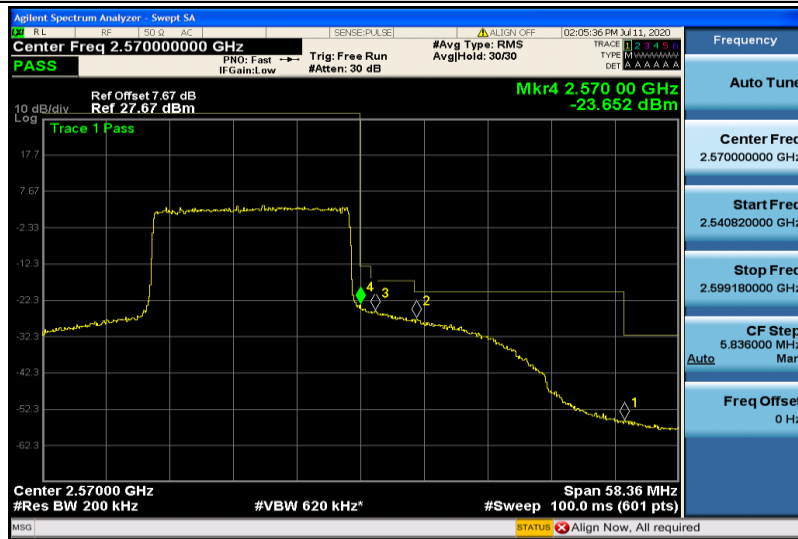 Agilent Spectrum Analyzer - Swept SA
RL RF 50 Ω AC SENSE:PULSE ALIGN OFF 02:05:36 PM Jul 11, 2020
Center Freq 2.570000000 GHz
PASS
PNO: Fast
IFGain:Low
Trig: Free Run
#Atten: 30 dB
#Avg Type: RMS
Avg|Hold: 30/30
TRACE 1 2 3 4 5 6
TYPE M
DET A A A A A A
Ref Offset 7.67 dB
10 dB/div Ref 27.67 dBm
Log
Mkr4 2.570 00 GHz
-23.652 dBm
Trace 1 Pass
17.7
7.67
-2.33
-12.3
-22.3
-32.3
-42.3
-52.3
-62.3
4
3
2
1
Center 2.57000 GHz Span 58.36 MHz
#Res BW 200 kHz #VBW 620 kHz* #Sweep 100.0 ms (601 pts)
MSG STATUS Align Now, All required
Frequency
Auto Tune
Center Freq
2.570000000 GHz
Start Freq
2.540820000 GHz
Stop Freq
2.599180000 GHz
CF Step
5.836000 MHz
Auto Man
Freq Offset
0 Hz